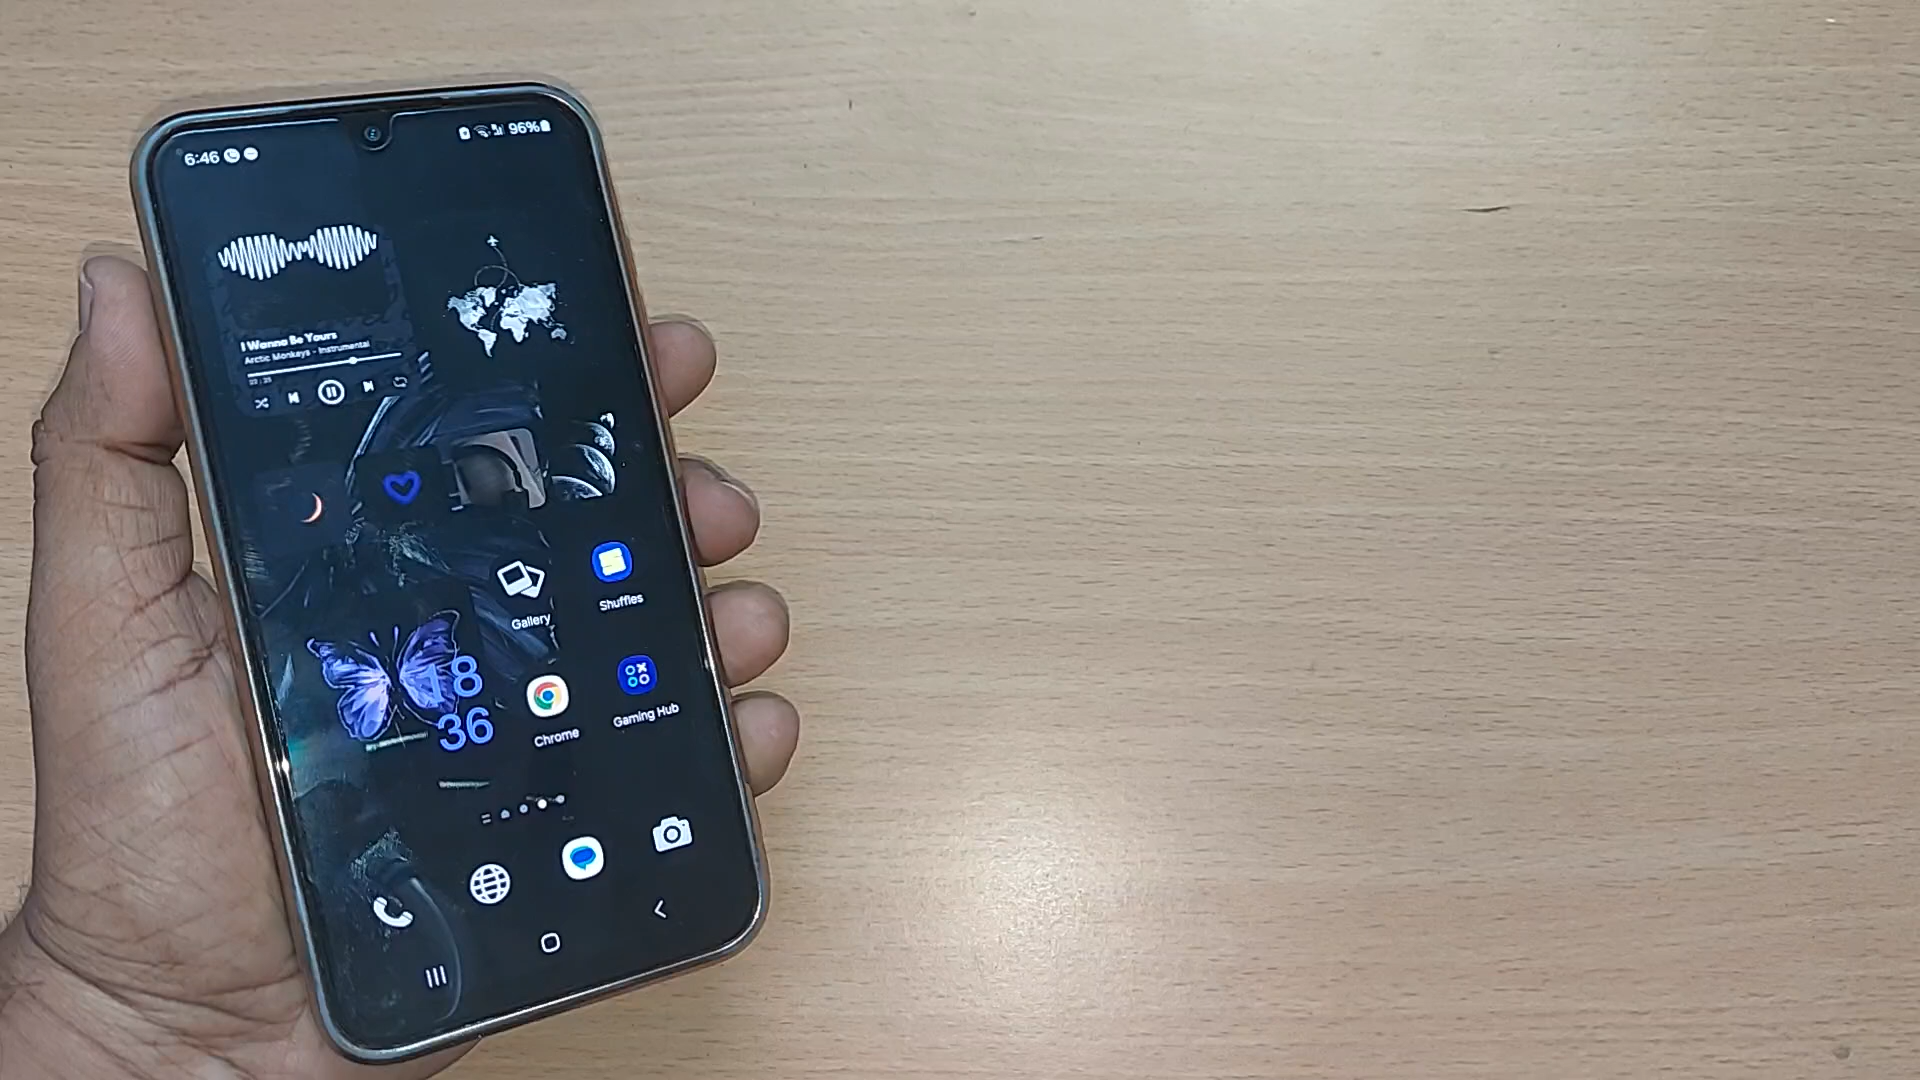 6:46
96%
I Wanna Be Yours
Arctic Monkeys - Instrumental
Gallery
Shuffles
18
36
Chrome
Gaming Hub